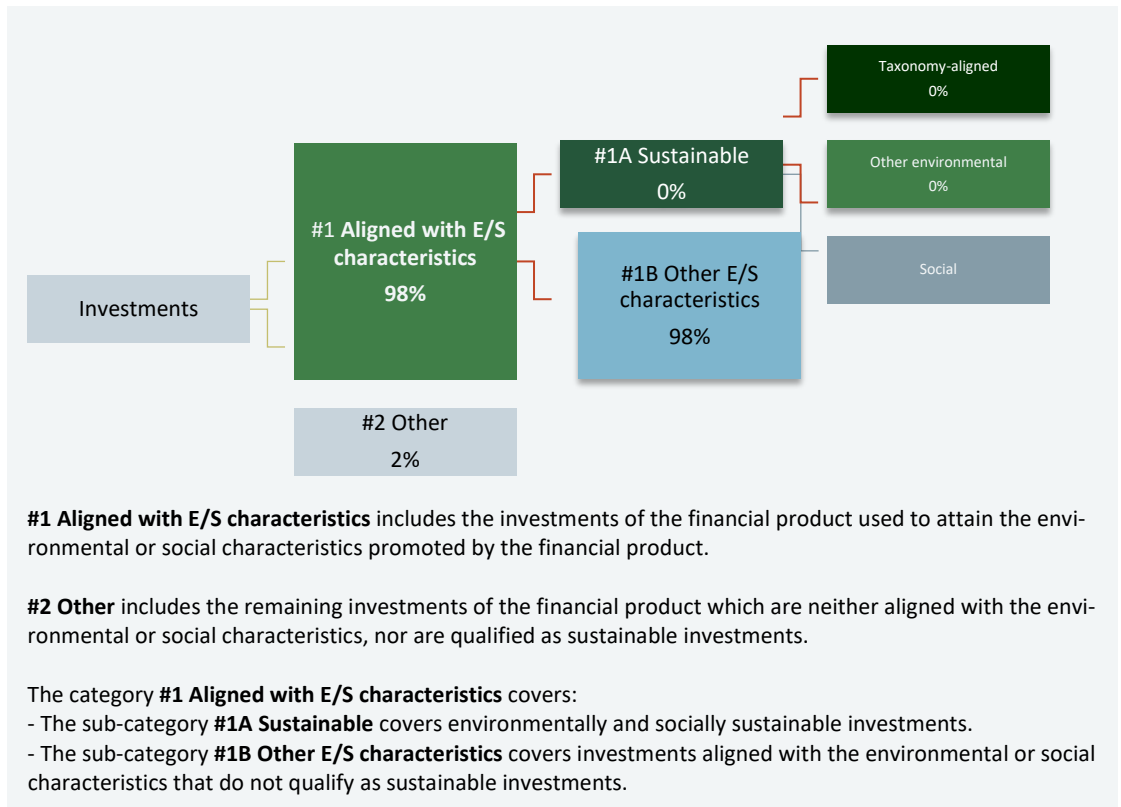 Taxonomy-aligned
0%
#1A Sustainable
0%
Other environmental
0%
#1 Aligned with E/S
characteristics
98%
#1B Other E/S
characteristics
98%
Social
Investments
#2 Other
2%
#1 Aligned with E/S characteristics includes the investments of the financial product used to attain the envi-
ronmental or social characteristics promoted by the financial product.
#2 Other includes the remaining investments of the financial product which are neither aligned with the envi-
ronmental or social characteristics, nor are qualified as sustainable investments.
The category #1 Aligned with E/S characteristics covers:
- The sub-category #1A Sustainable covers environmentally and socially sustainable investments.
- The sub-category #1B Other E/S characteristics covers investments aligned with the environmental or social
characteristics that do not qualify as sustainable investments.